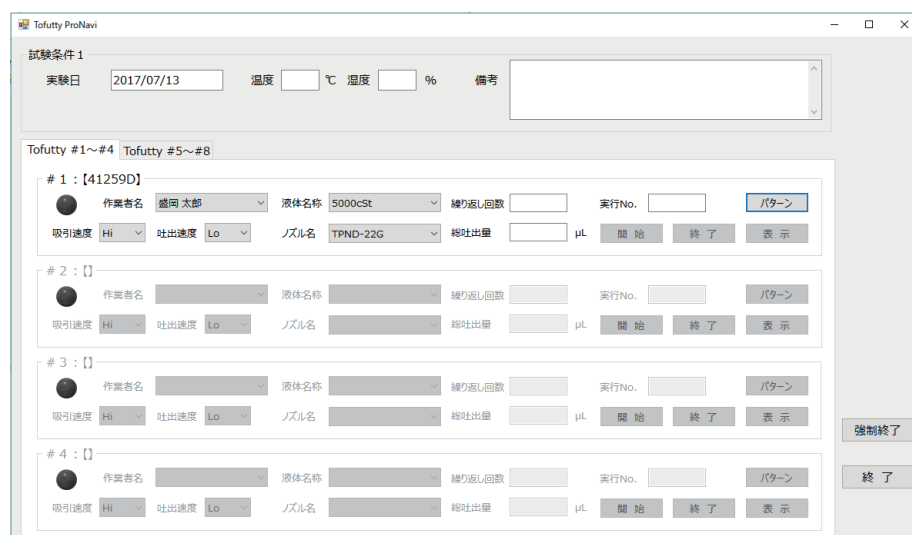 Tofutty ProNavi
試験条件1
実験日 2017/07/13 温度 ℃ 湿度 % 備考
Tofutty #1～#4 Tofutty #5～#8
#1:【41259D】
作業者名 盛岡 太郎 液体名称 5000cSt 繰り返し回数 実行No. パターン
吸引速度 Hi 吐出速度 Lo ノズル名 TPND-22G 総吐出量 μL 開始 終了 表示
#2:【】
作業者名 液体名称 繰り返し回数 実行No. パターン
吸引速度 Hi 吐出速度 Lo ノズル名 総吐出量 μL 開始 終了 表示
#3:【】
作業者名 液体名称 繰り返し回数 実行No. パターン
吸引速度 Hi 吐出速度 Lo ノズル名 総吐出量 μL 開始 終了 表示
強制終了
#4:【】
作業者名 液体名称 繰り返し回数 実行No. パターン
終了
吸引速度 Hi 吐出速度 Lo ノズル名 総吐出量 μL 開始 終了 表示